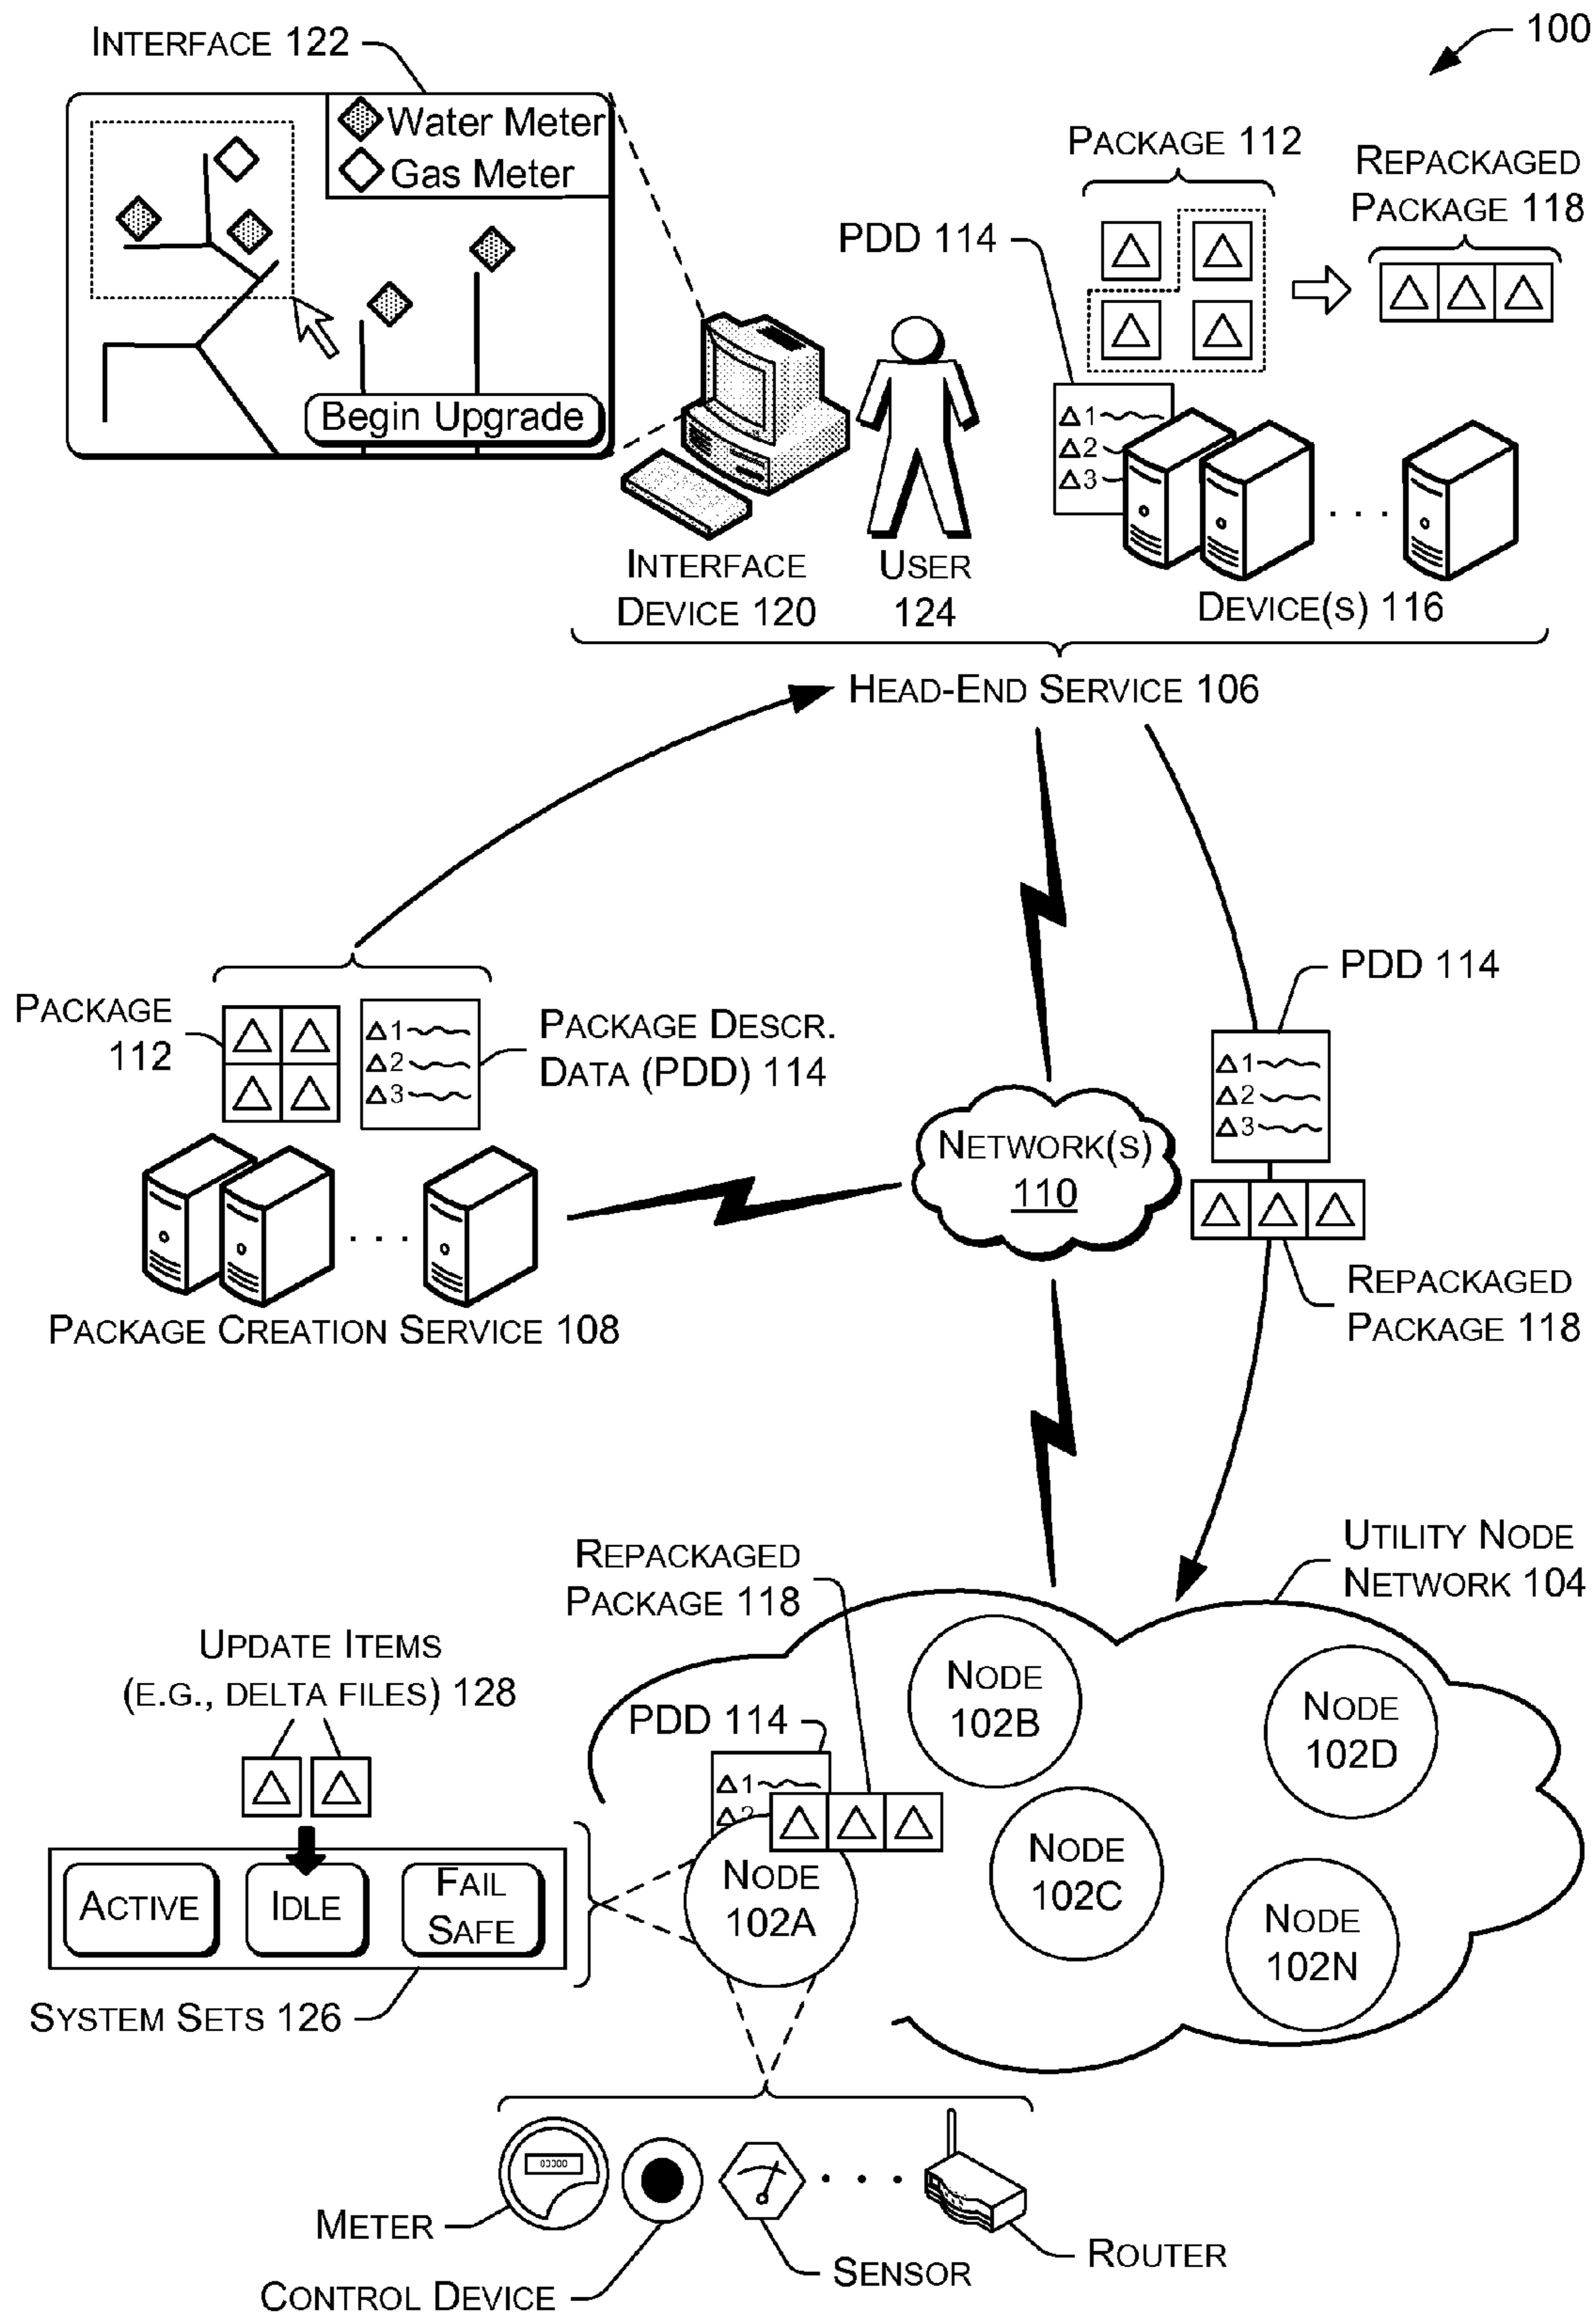 100
INTERFACE 122
Water Meter
Gas Meter
Begin Upgrade
PACKAGE 112
REPACKAGED
PACKAGE 118
PDD 114
Δ1
Δ2
Δ3
INTERFACE
DEVICE 120
USER
124
DEVICE(S) 116
HEAD-END SERVICE 106
PACKAGE
112
Δ1
Δ2
Δ3
PACKAGE DESCR.
DATA (PDD) 114
PACKAGE CREATION SERVICE 108
NETWORK(S)
110
PDD 114
Δ1
Δ2
Δ3
REPACKAGED
PACKAGE 118
UTILITY NODE
NETWORK 104
REPACKAGED
PACKAGE 118
UPDATE ITEMS
(E.G., DELTA FILES) 128
PDD 114
Δ1
Δ2
NODE
102A
NODE
102B
NODE
102C
NODE
102D
NODE
102N
ACTIVE
IDLE
FAIL
SAFE
SYSTEM SETS 126
METER
CONTROL DEVICE
SENSOR
ROUTER